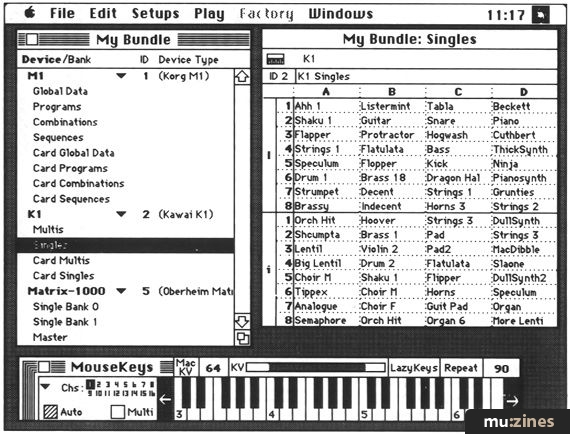 File Edit Setups Play Factory Windows 11:17
My Bundle
Device/Bank ID Device Type
M1 1 (Korg M1)
Global Data
Programs
Combinations
Sequences
Card Global Data
Card Programs
Card Combinations
Card Sequences
K1 2 (Kawai K1)
Multis
Singles
Card Multis
Card Singles
Matrix-1000 5 (Oberheim Mat
Single Bank 0
Single Bank 1
Master
My Bundle: Singles
K1
ID 2 K1 Singles
A B C D
I
1 Ahh 1 Listermint Tabla Beckett
2 Shaku 1 Guitar Snare Piano
3 Flapper Protractor Hogwash Cuthbert
4 Strings 1 Flatulata Bass ThickSynth
5 Speculum Flopper Kick Ninja
6 Drum 1 Brass 18 Dragon Hal Pianosynth
7 Strumpet Decent Strings 1 Grunties
8 Brassy Indecent Horns 3 Strings 2
i
1 Orch Hit Hoover Strings 3 DullSynth
2 Shcumpta Brass 1 Pad Strings 3
3 Lentil Violin 2 Pad2 MacDibble
4 Big Lentil Drum 2 Flatulata Slaone
5 Choir M Shaku 1 Flipper DullSynth2
6 Tippex Choir M Horns Speculum
7 Analogue Choir F Guit Pad Organ
8 Semaphore Orch Hit Organ 6 More Lenti
MouseKeys Mac KV 64 KV LazyKeys Repeat 90
Chs: 1 2 3 4 5 6 7 8
9 10 11 12 13 14 15 16
Auto Multi
3 4 5 6
mu:zines